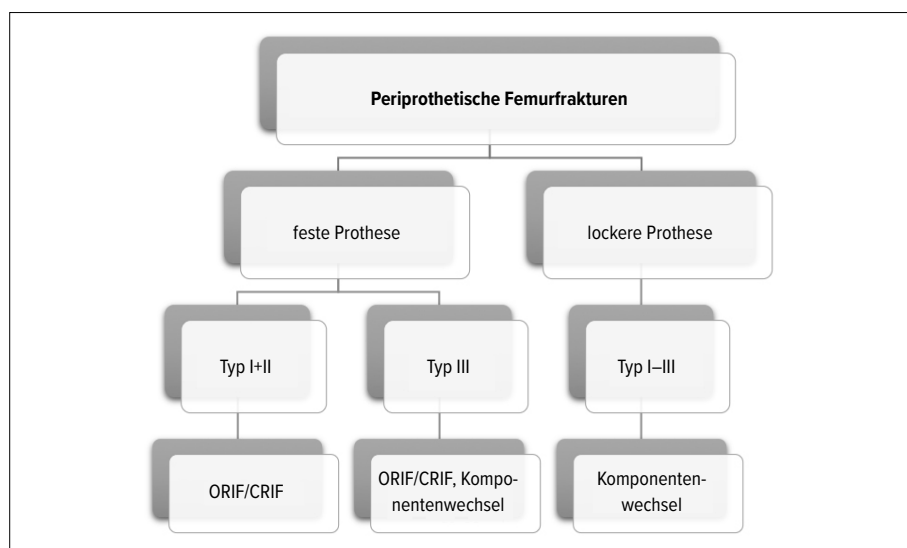 Periprothetische Femurfrakturen
feste Prothese
lockere Prothese
Typ I+II
Typ III
Typ I–III
ORIF/CRIF
ORIF/CRIF, Kompo-
nentenwechsel
Komponenten-
wechsel